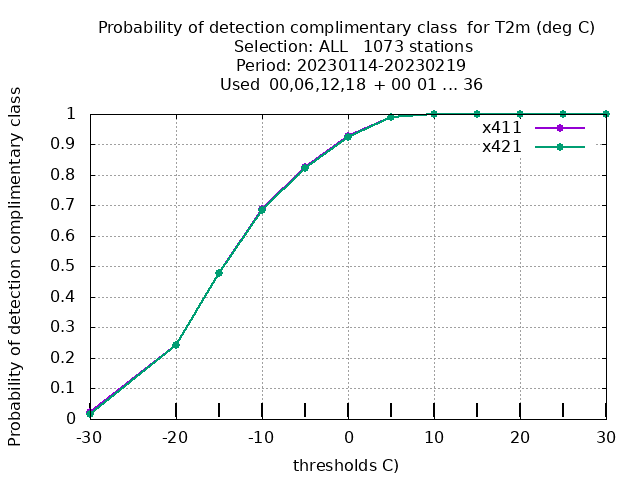 Probability of detection complimentary class  for T2m (deg C)
Selection: ALL   1073 stations
Period: 20230114-20230219
Used 00,06,12,18 + 00 01 ... 36
Probability of detection complimentary class
1
0.9
0.8
0.7
0.6
0.5
0.4
0.3
0.2
0.1
0
x411
x421
-30 -20 -10 0 10 20 30
thresholds C)